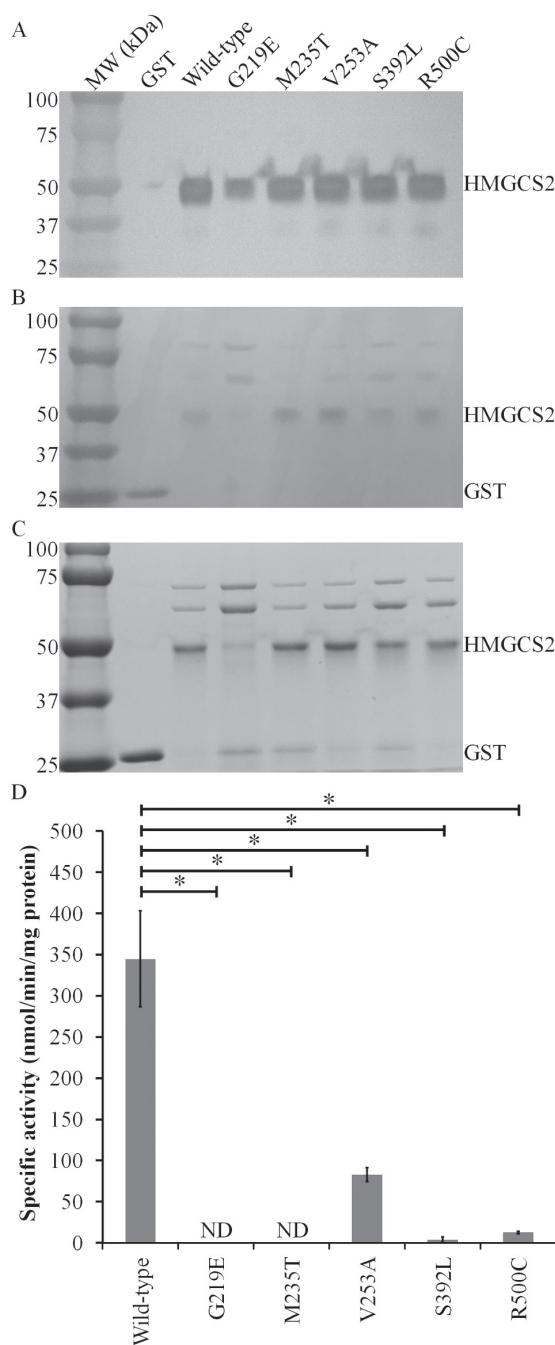 A
MW (kDa)
GST
Wild-type
G219E
M235T
V253A
S392L
R500C
100
75
50
37
25
HMGCS2
B
100
75
50
37
25
HMGCS2
GST
C
100
75
50
37
25
HMGCS2
GST
D
*
*
*
*
*
Specific activity (nmol/min/mg protein)
500
450
400
350
300
250
200
150
100
50
0
ND
ND
Wild-type
G219E
M235T
V253A
S392L
R500C